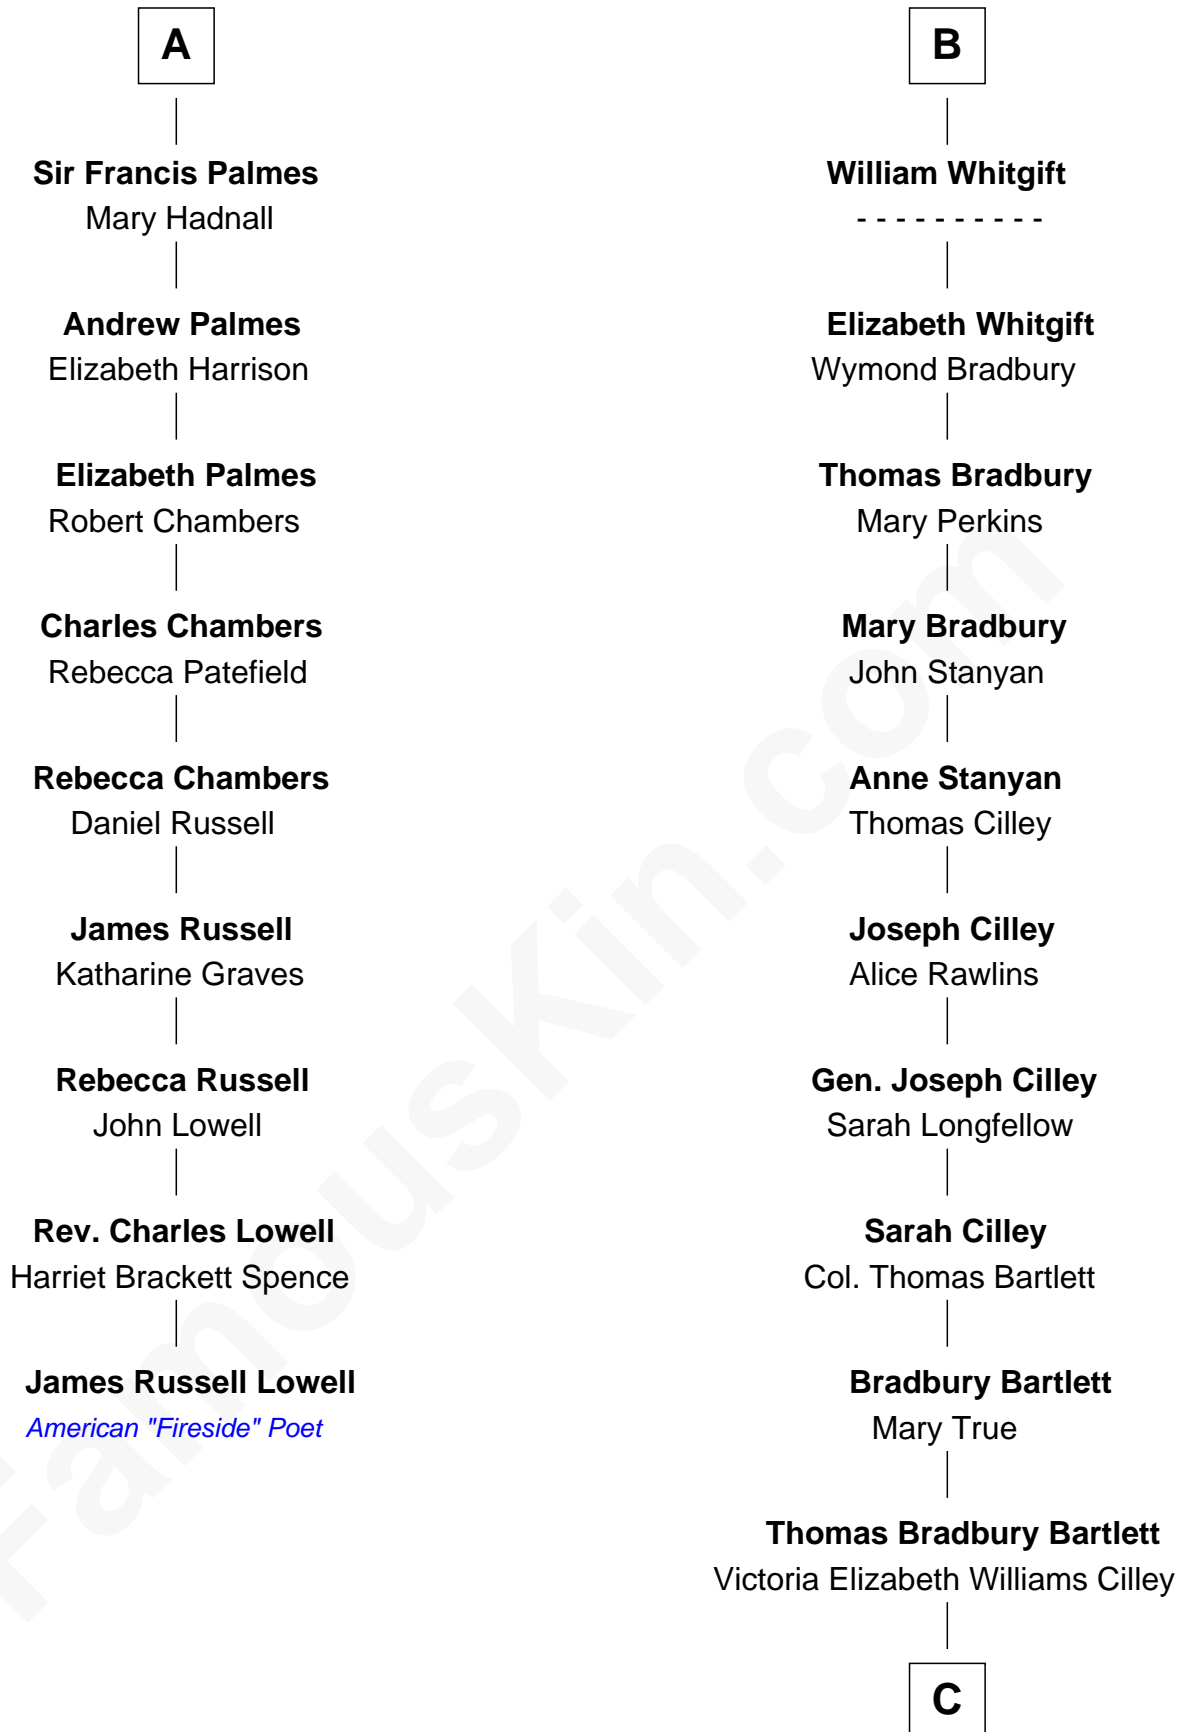 A
Sir Francis Palmes
Mary Hadnall
Andrew Palmes
Elizabeth Harrison
Elizabeth Palmes
Robert Chambers
Charles Chambers
Rebecca Patefield
Rebecca Chambers
Daniel Russell
James Russell
Katharine Graves
Rebecca Russell
John Lowell
Rev. Charles Lowell
Harriet Brackett Spence
James Russell Lowell
American "Fireside" Poet
B
William Whitgift
- - - - - - - - - -
Elizabeth Whitgift
Wymond Bradbury
Thomas Bradbury
Mary Perkins
Mary Bradbury
John Stanyan
Anne Stanyan
Thomas Cilley
Joseph Cilley
Alice Rawlins
Gen. Joseph Cilley
Sarah Longfellow
Sarah Cilley
Col. Thomas Bartlett
Bradbury Bartlett
Mary True
Thomas Bradbury Bartlett
Victoria Elizabeth Williams Cilley
C
FamousKin.com